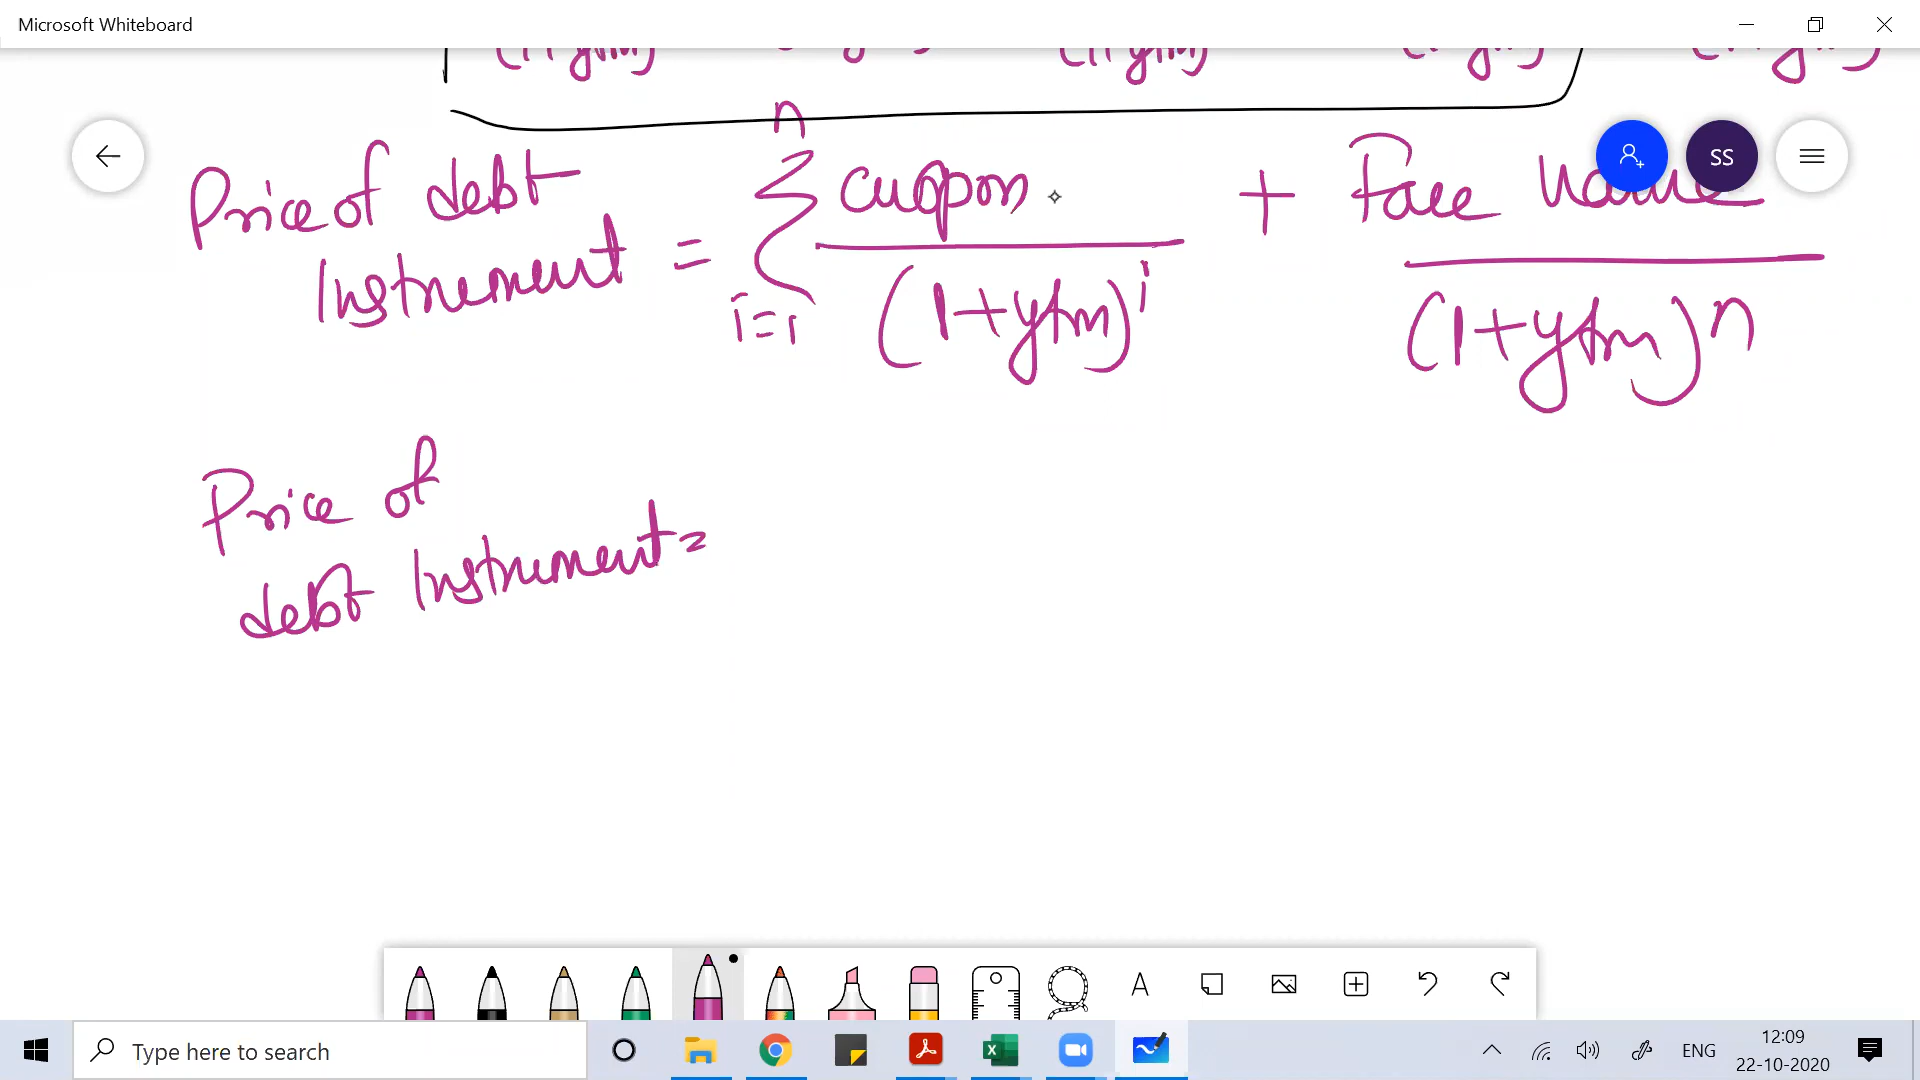 Microsoft Whiteboard
n
Price of debt Instrument = Σ cuopon + Face Value
i=1 (1+ytm)^i (1+ytm)^n
SS
Price of
debt Instrument =
A
Type here to search
ENG
12:09
22-10-2020